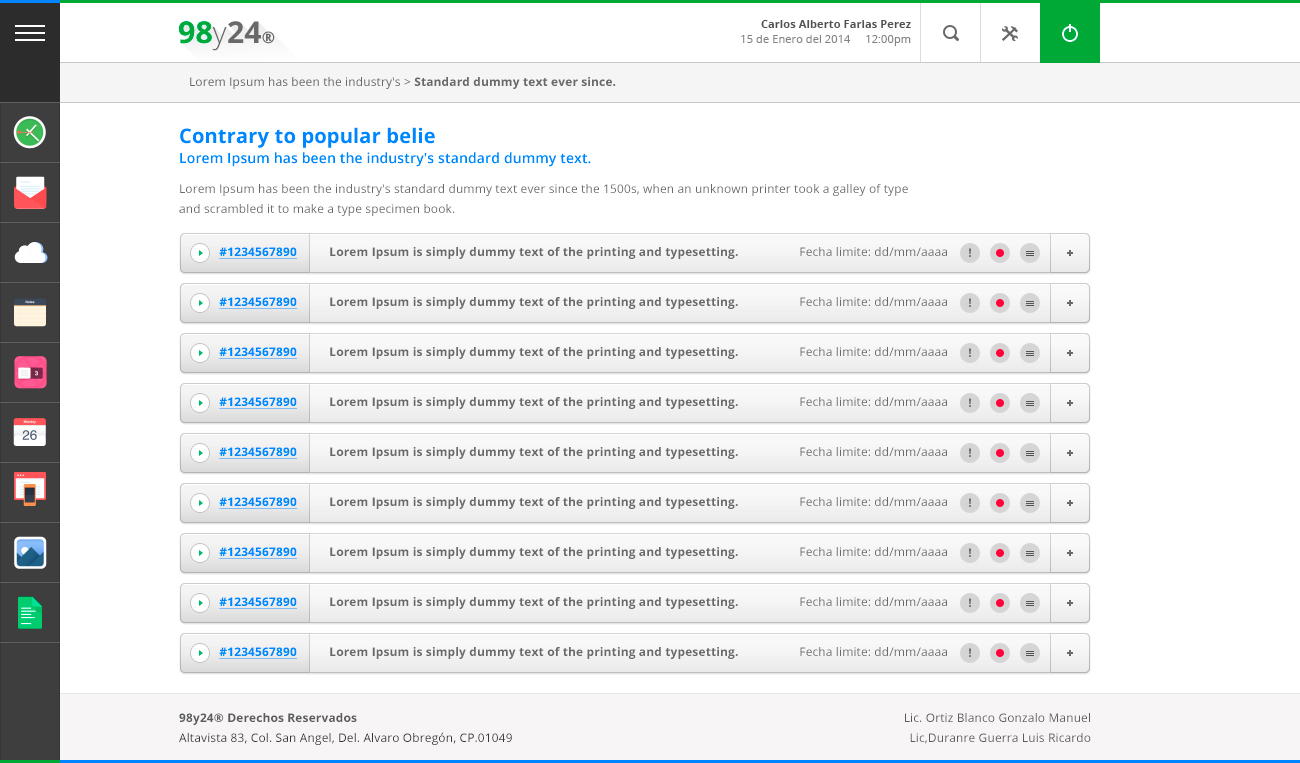 98y24®
Carlos Alberto Farlas Perez
15 de Enero del 2014 12:00pm
Lorem Ipsum has been the industry's > Standard dummy text ever since.
Contrary to popular belie
Lorem Ipsum has been the industry's standard dummy text.
Lorem Ipsum has been the industry's standard dummy text ever since the 1500s, when an unknown printer took a galley of type
and scrambled it to make a type specimen book.
#1234567890 Lorem Ipsum is simply dummy text of the printing and typesetting. Fecha limite: dd/mm/aaaa ! +
#1234567890 Lorem Ipsum is simply dummy text of the printing and typesetting. Fecha limite: dd/mm/aaaa ! +
#1234567890 Lorem Ipsum is simply dummy text of the printing and typesetting. Fecha limite: dd/mm/aaaa ! +
#1234567890 Lorem Ipsum is simply dummy text of the printing and typesetting. Fecha limite: dd/mm/aaaa ! +
#1234567890 Lorem Ipsum is simply dummy text of the printing and typesetting. Fecha limite: dd/mm/aaaa ! +
#1234567890 Lorem Ipsum is simply dummy text of the printing and typesetting. Fecha limite: dd/mm/aaaa ! +
#1234567890 Lorem Ipsum is simply dummy text of the printing and typesetting. Fecha limite: dd/mm/aaaa ! +
#1234567890 Lorem Ipsum is simply dummy text of the printing and typesetting. Fecha limite: dd/mm/aaaa ! +
#1234567890 Lorem Ipsum is simply dummy text of the printing and typesetting. Fecha limite: dd/mm/aaaa ! +
Notes
3
Monday
26
98y24® Derechos Reservados
Altavista 83, Col. San Angel, Del. Alvaro Obregón, CP.01049
Lic. Ortiz Blanco Gonzalo Manuel
Lic,Duranre Guerra Luis Ricardo